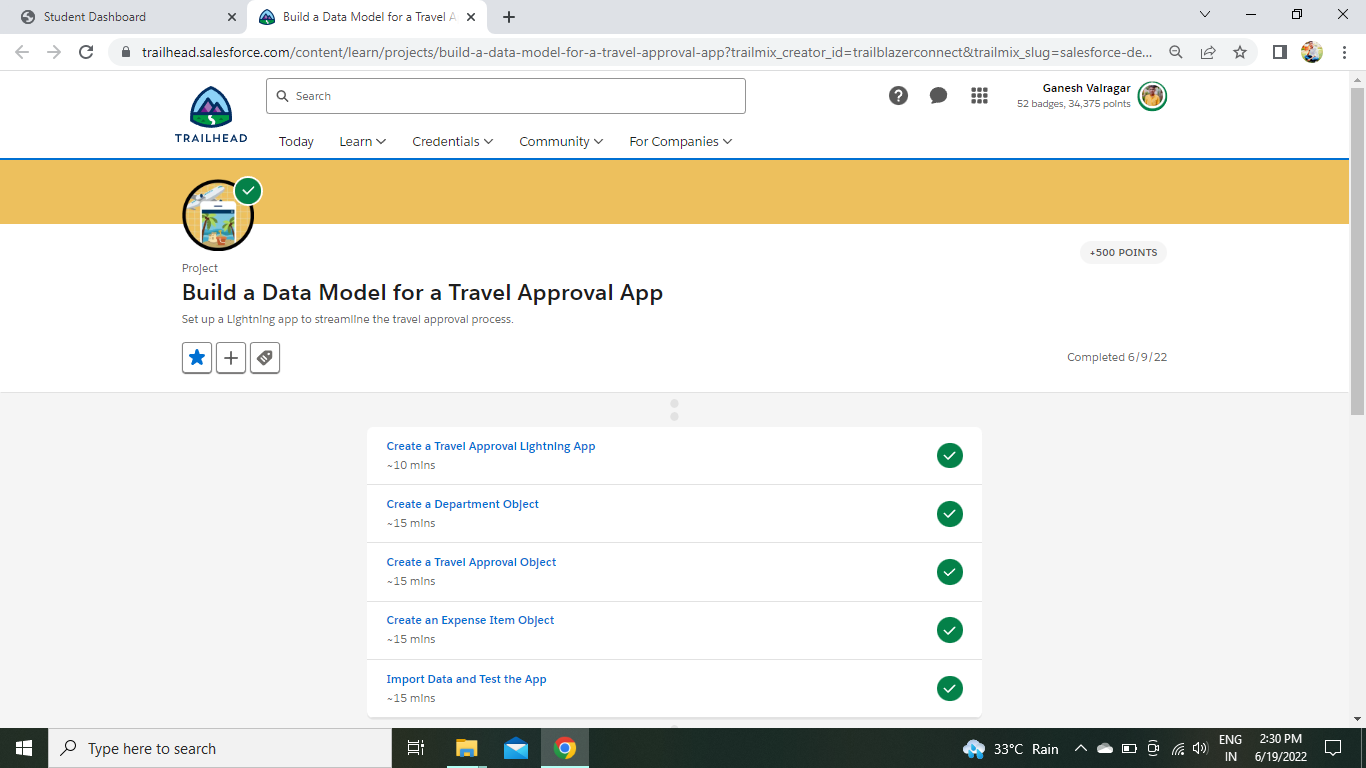 Student Dashboard
Build a Data Model for a Travel A
trailhead.salesforce.com/content/learn/projects/build-a-data-model-for-a-travel-approval-app?trailmix_creator_id=trailblazerconnect&trailmix_slug=salesforce-de...
TRAILHEAD
Search
Ganesh Valragar
52 badges, 34,375 points
Today Learn Credentials Community For Companies
+500 POINTS
Project
Build a Data Model for a Travel Approval App
Set up a Lightning app to streamline the travel approval process.
Completed 6/9/22
Create a Travel Approval Lightning App
~10 mins
Create a Department Object
~15 mins
Create a Travel Approval Object
~15 mins
Create an Expense Item Object
~15 mins
Import Data and Test the App
~15 mins
Type here to search
33°C Rain
ENG
IN
2:30 PM
6/19/2022